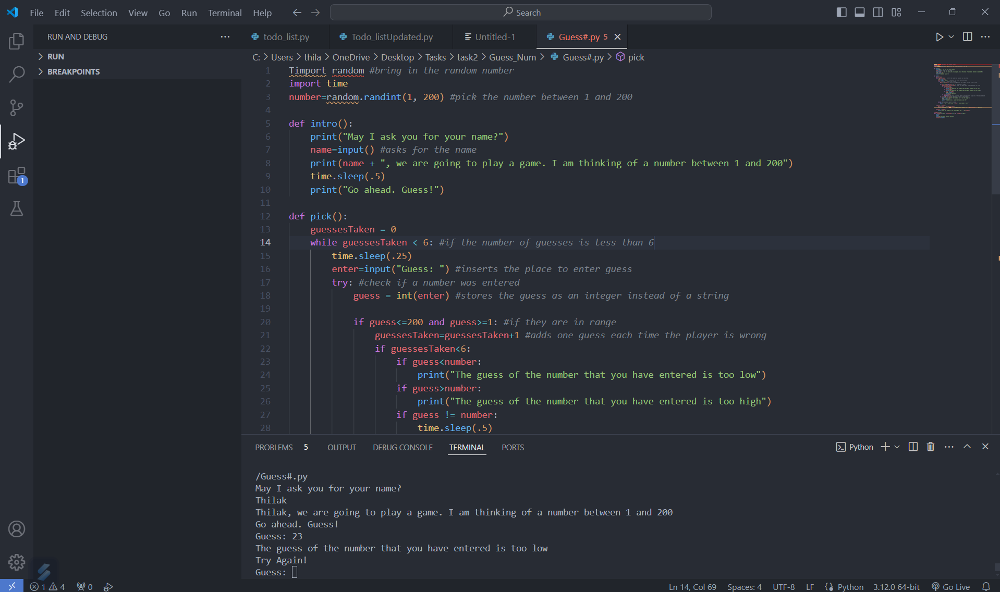 File Edit Selection View Go Run Terminal Help Search
RUN AND DEBUG
RUN
BREAKPOINTS
todo_list.py Todo_listUpdated.py Untitled-1 Guess#.py 5
C: > Users > thila > OneDrive > Desktop > Tasks > task2 > Guess_Num > Guess#.py > pick
1 Timport random #bring in the random number
2 import time
3 number=random.randint(1, 200) #pick the number between 1 and 200
4
5 def intro():
6     print("May I ask you for your name?")
7     name=input() #asks for the name
8     print(name + ", we are going to play a game. I am thinking of a number between 1 and 200")
9     time.sleep(.5)
10     print("Go ahead. Guess!")
11
12 def pick():
13     guessesTaken = 0
14     while guessesTaken < 6: #if the number of guesses is less than 6
15         time.sleep(.25)
16         enter=input("Guess: ") #inserts the place to enter guess
17         try: #check if a number was entered
18             guess = int(enter) #stores the guess as an integer instead of a string
19
20             if guess<=200 and guess>=1: #if they are in range
21                 guessesTaken=guessesTaken+1 #adds one guess each time the player is wrong
22                 if guessesTaken<6:
23                     if guess<number:
24                         print("The guess of the number that you have entered is too low")
25                     if guess>number:
26                         print("The guess of the number that you have entered is too high")
27                     if guess != number:
28                         time.sleep(.5)
PROBLEMS 5 OUTPUT DEBUG CONSOLE TERMINAL PORTS Python
/Guess#.py
May I ask you for your name?
Thilak
Thilak, we are going to play a game. I am thinking of a number between 1 and 200
Go ahead. Guess!
Guess: 23
The guess of the number that you have entered is too low
Try Again!
Guess:
1
1 4 0 Ln 14, Col 69 Spaces: 4 UTF-8 LF Python 3.12.0 64-bit Go Live